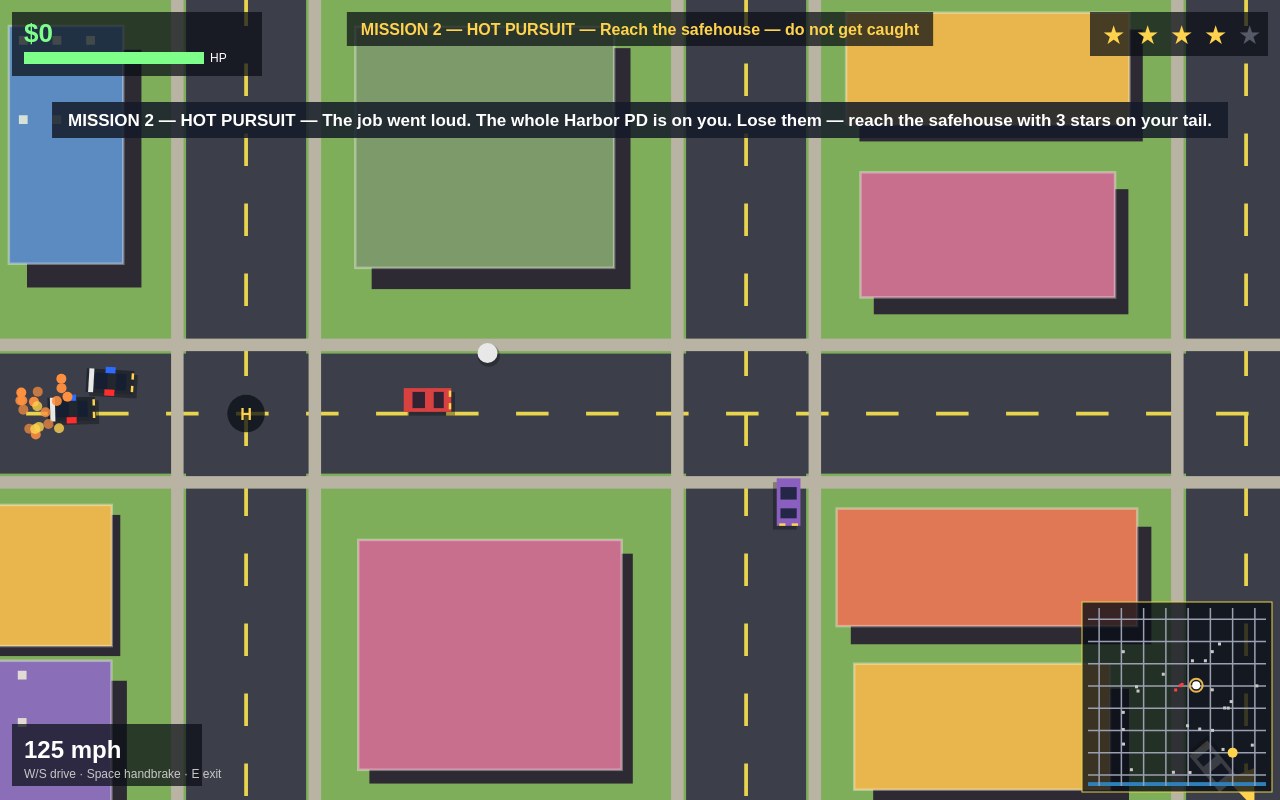 $0
HP
MISSION 2 — HOT PURSUIT — Reach the safehouse — do not get caught
MISSION 2 — HOT PURSUIT — The job went loud. The whole Harbor PD is on you. Lose them — reach the safehouse with 3 stars on your tail.
H
125 mph
W/S drive · Space handbrake · E exit